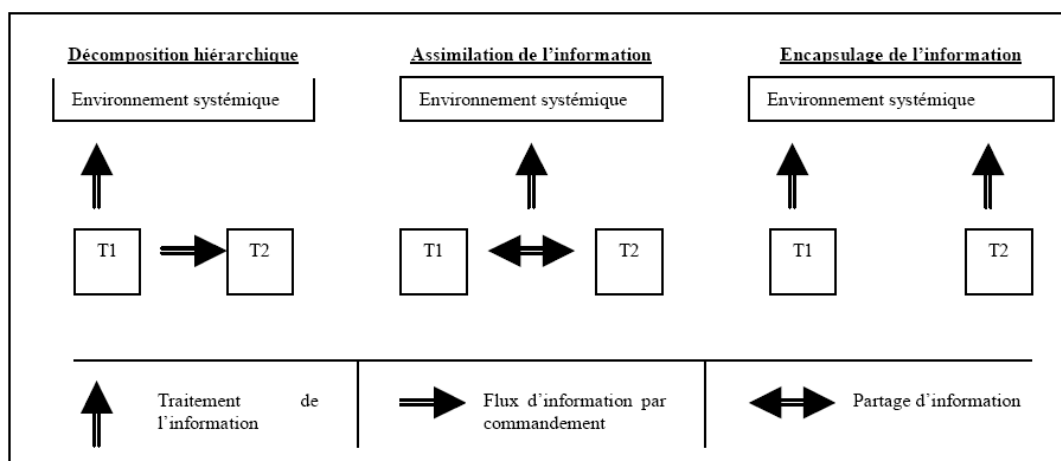 Décomposition hiérarchique
Assimilation de l'information
Encapsulage de l'information
Environnement systémique
Environnement systémique
Environnement systémique
T1
T2
T1
T2
T1
T2
Traitement de
l'information
Flux d'information par
commandement
Partage d'information